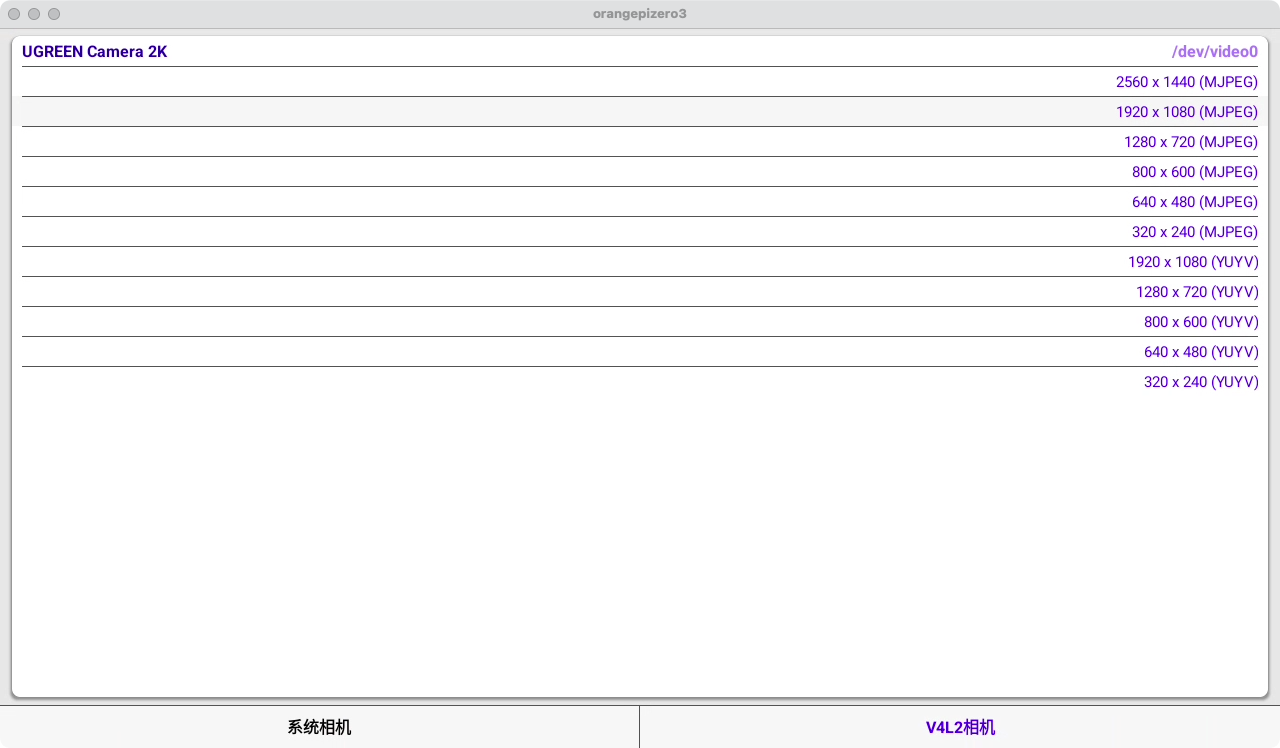 orangepizero3
UGREEN Camera 2K /dev/video0
2560 x 1440 (MJPEG)
1920 x 1080 (MJPEG)
1280 x 720 (MJPEG)
800 x 600 (MJPEG)
640 x 480 (MJPEG)
320 x 240 (MJPEG)
1920 x 1080 (YUYV)
1280 x 720 (YUYV)
800 x 600 (YUYV)
640 x 480 (YUYV)
320 x 240 (YUYV)
系统相机 V4L2相机